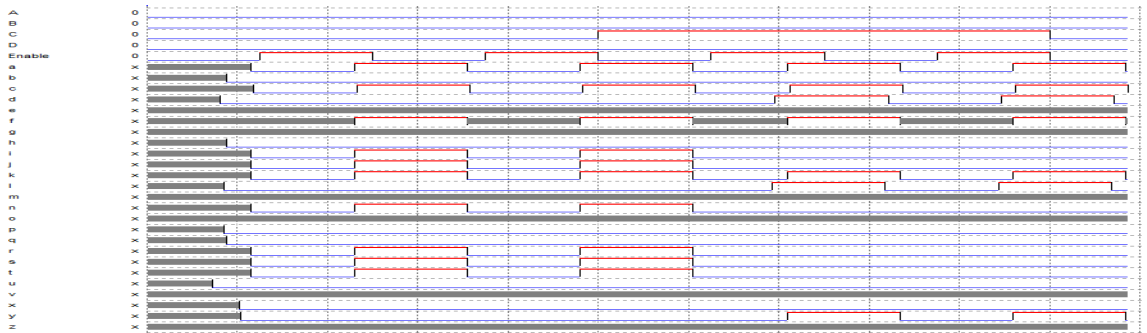 A 0
B 0
C 0
D 0
Enable 0
a x
b x
c x
d x
e x
f x
g x
h x
i x
j x
k x
l x
m x
n x
o x
p x
q x
r x
s x
t x
u x
v x
x x
y x
z x